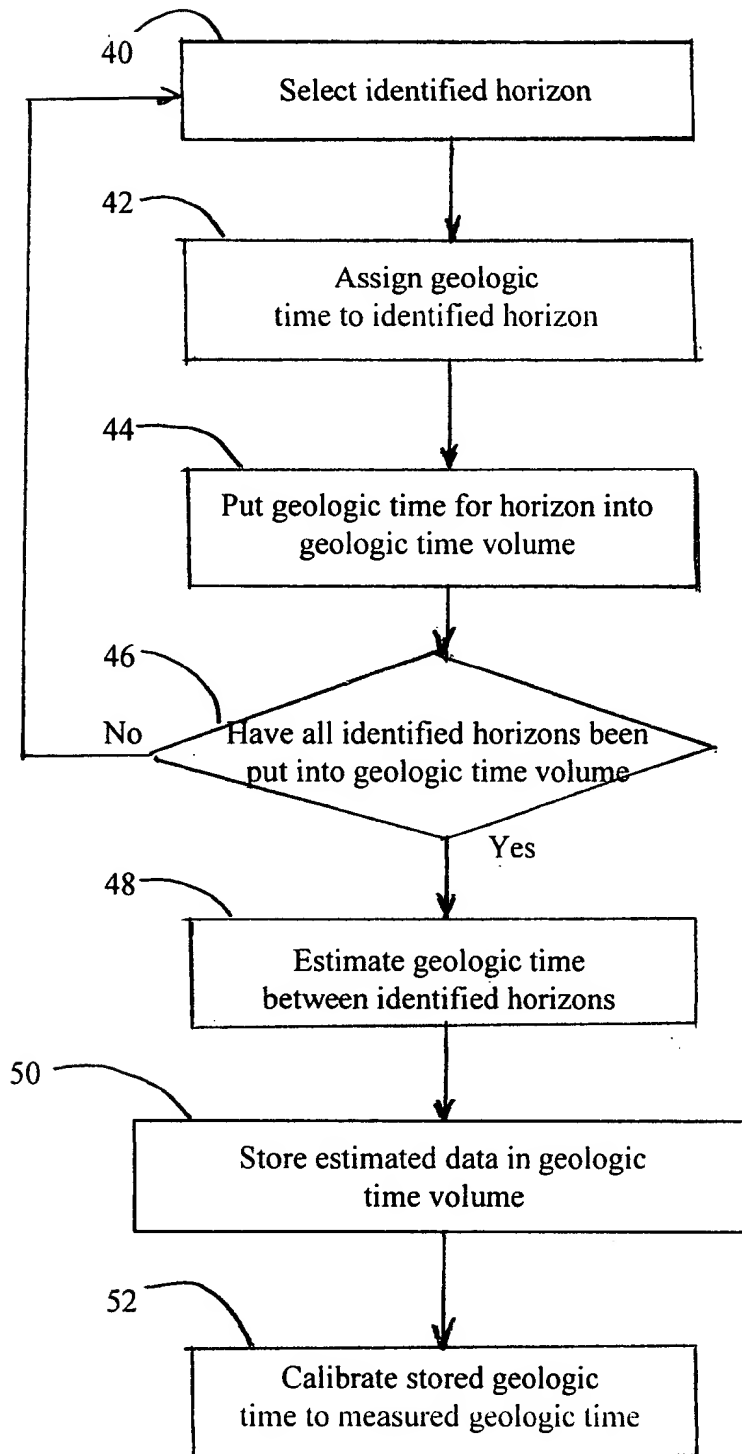 40
Select identified horizon
42
Assign geologic
time to identified horizon
44
Put geologic time for horizon into
geologic time volume
46
No
Have all identified horizons been
put into geologic time volume
Yes
48
Estimate geologic time
between identified horizons
50
Store estimated data in geologic
time volume
52
Calibrate stored geologic
time to measured geologic time